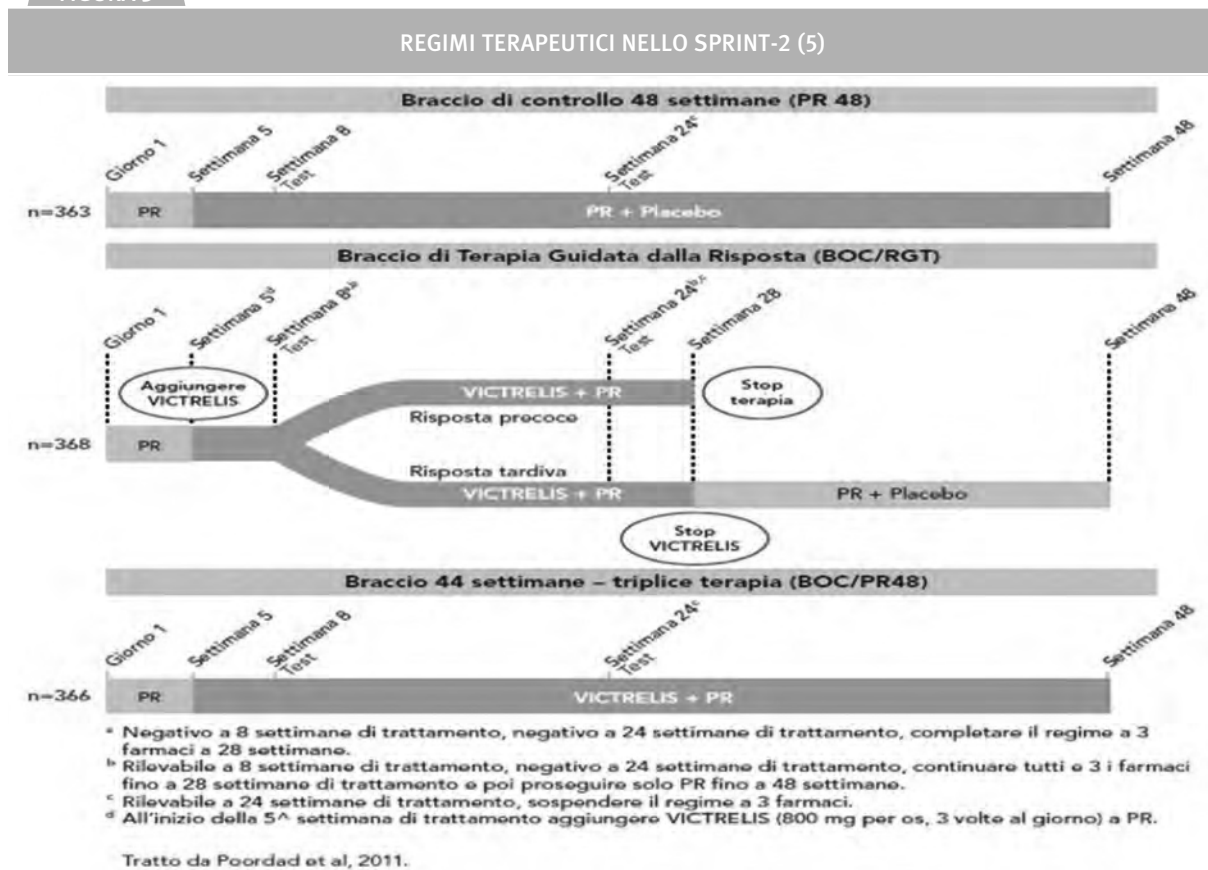 REGIMI TERAPEUTICI NELLO SPRINT-2 (5)
Braccio di controllo 48 settimane (PR 48)
Giorno 1
Settimana 5
Settimana 8
Test
Settimana 24ᶜ
Test
Settimana 48
n=363
PR
PR + Placebo
Braccio di Terapia Guidata dalla Risposta (BOC/RGT)
Giorno 1
Settimana 5ᵈ
Settimana 8ᵃ,ᵇ
Test
Settimana 24ᵇ,ᶜ
Test
Settimana 28
Settimana 48
Aggiungere
VICTRELIS
VICTRELIS + PR
Stop
terapia
Risposta precoce
n=368
PR
Risposta tardiva
VICTRELIS + PR
PR + Placebo
Stop
VICTRELIS
Braccio 44 settimane – triplice terapia (BOC/PR48)
Giorno 1
Settimana 5
Settimana 8
Test
Settimana 24ᶜ
Test
Settimana 48
n=366
PR
VICTRELIS + PR
ᵃ Negativo a 8 settimane di trattamento, negativo a 24 settimane di trattamento, completare il regime a 3
farmaci a 28 settimane.
ᵇ Rilevabile a 8 settimane di trattamento, negativo a 24 settimane di trattamento, continuare tutti e 3 i farmaci
fino a 28 settimane di trattamento e poi proseguire solo PR fino a 48 settimane.
ᶜ Rilevabile a 24 settimane di trattamento, sospendere il regime a 3 farmaci.
ᵈ All'inizio della 5^ settimana di trattamento aggiungere VICTRELIS (800 mg per os, 3 volte al giorno) a PR.
Tratto da Poordad et al, 2011.